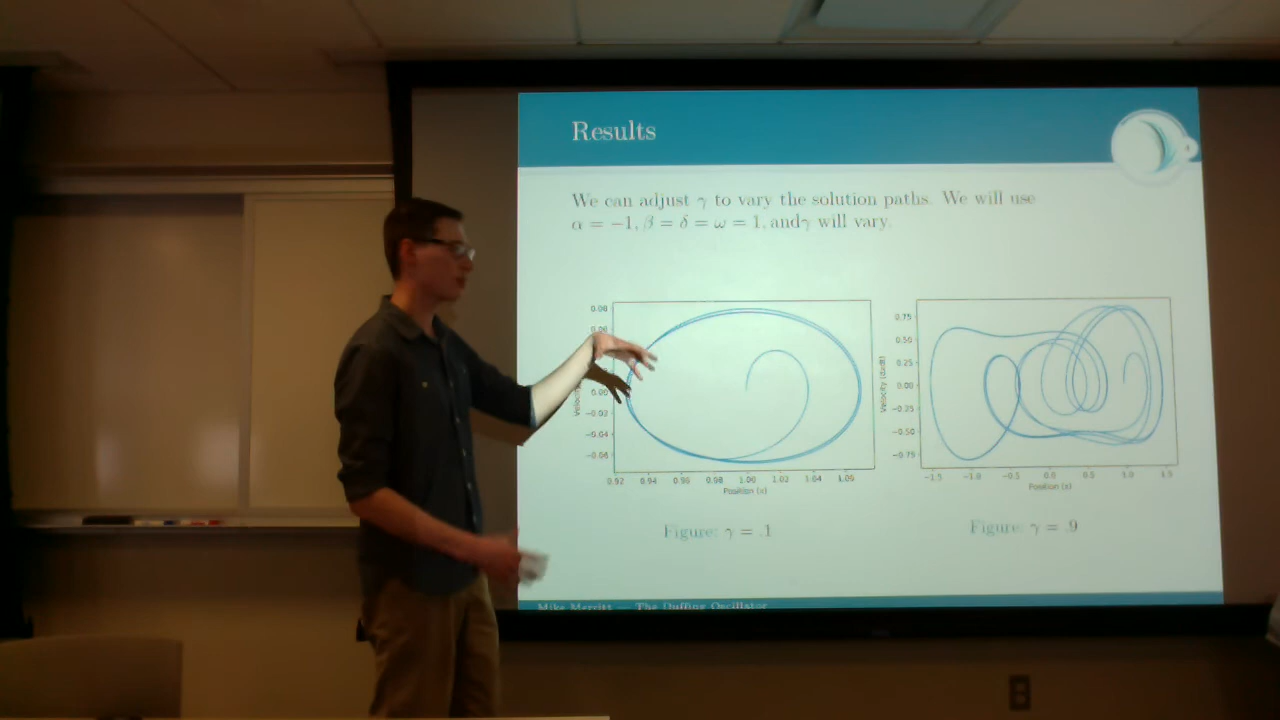 Results
We can adjust γ to vary the solution paths. We will use
α = −1, β = δ = ω = 1, andγ will vary.
0.08
0.06
0.00
−0.02
−0.04
−0.06
0.92 0.94 0.96 0.98 1.00 1.02 1.04 1.06
Velocity
Position (s)
Figure: γ = .1
0.75
0.50
0.25
0.00
−0.25
−0.50
−0.75
−1.5 −1.0 −0.5 0.0 0.5 1.0 1.5
Velocity (dx/dt)
Position (s)
Figure: γ = .9
Mike Merritt — The Duffing Oscillator